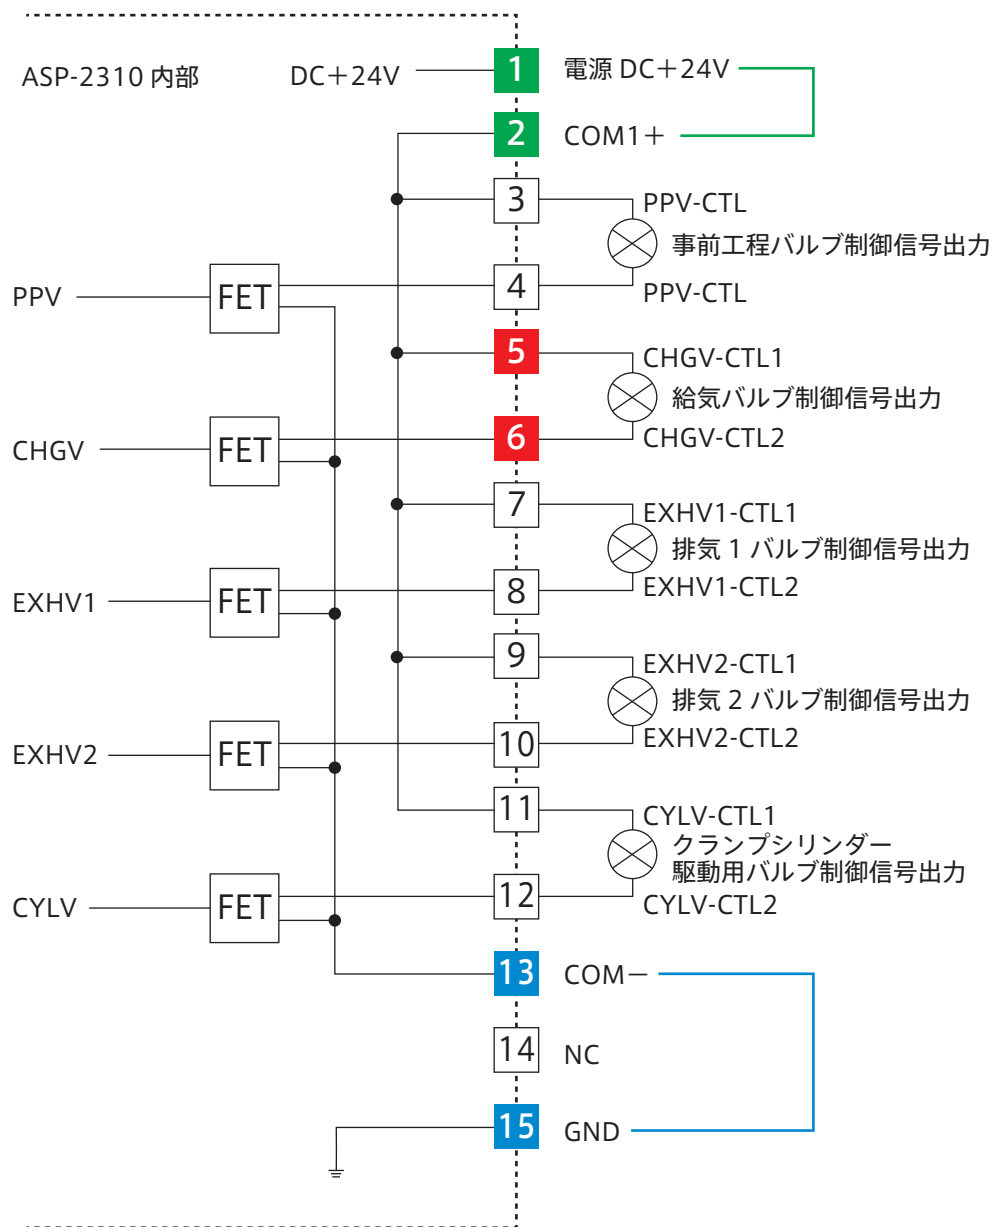 ASP-2310 内部
DC＋24V
1
電源 DC＋24V
2
COM1＋
3
PPV-CTL
事前工程バルブ制御信号出力
PPV
FET
4
PPV-CTL
5
CHGV-CTL1
給気バルブ制御信号出力
CHGV
FET
6
CHGV-CTL2
7
EXHV1-CTL1
排気 1 バルブ制御信号出力
EXHV1
FET
8
EXHV1-CTL2
9
EXHV2-CTL1
排気 2 バルブ制御信号出力
EXHV2
FET
10
EXHV2-CTL2
11
CYLV-CTL1
クランプシリンダー
駆動用バルブ制御信号出力
CYLV
FET
12
CYLV-CTL2
13
COM－
14
NC
15
GND